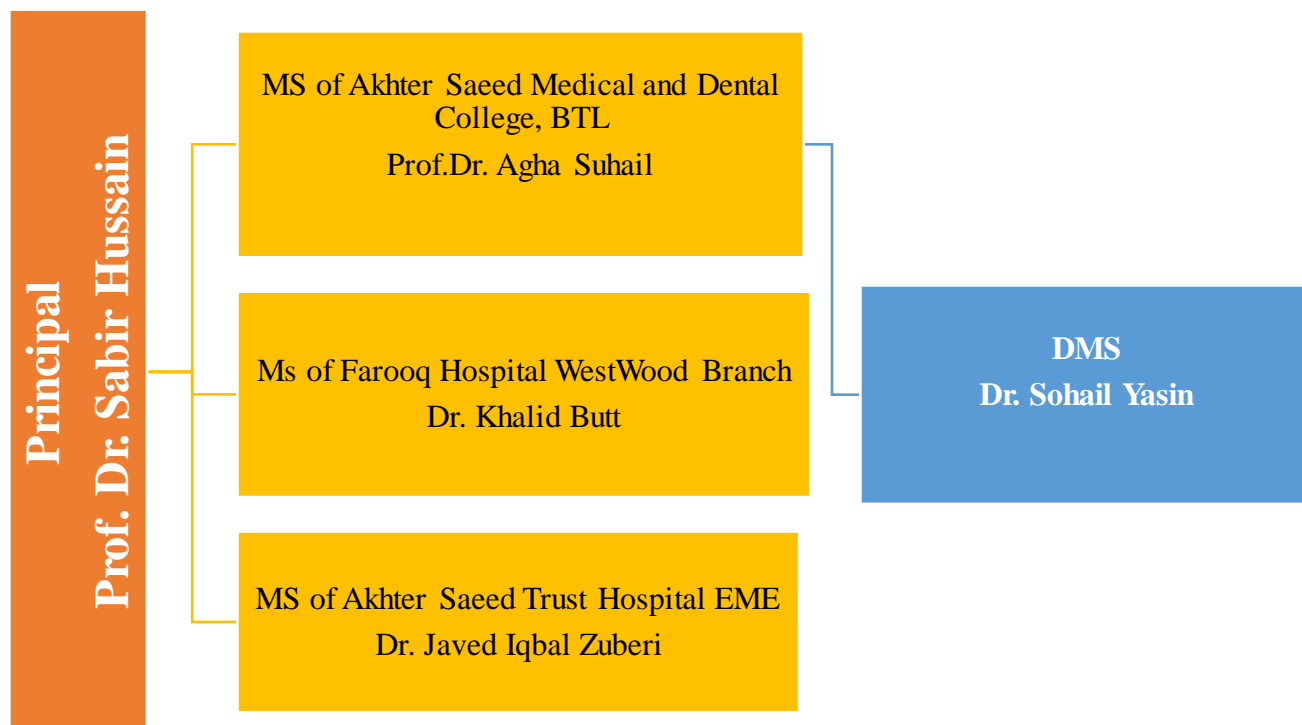 Principal
Prof. Dr. Sabir Hussain
MS of Akhter Saeed Medical and Dental
College, BTL
Prof.Dr. Agha Suhail
Ms of Farooq Hospital WestWood Branch
Dr. Khalid Butt
MS of Akhter Saeed Trust Hospital EME
Dr. Javed Iqbal Zuberi
DMS
Dr. Sohail Yasin